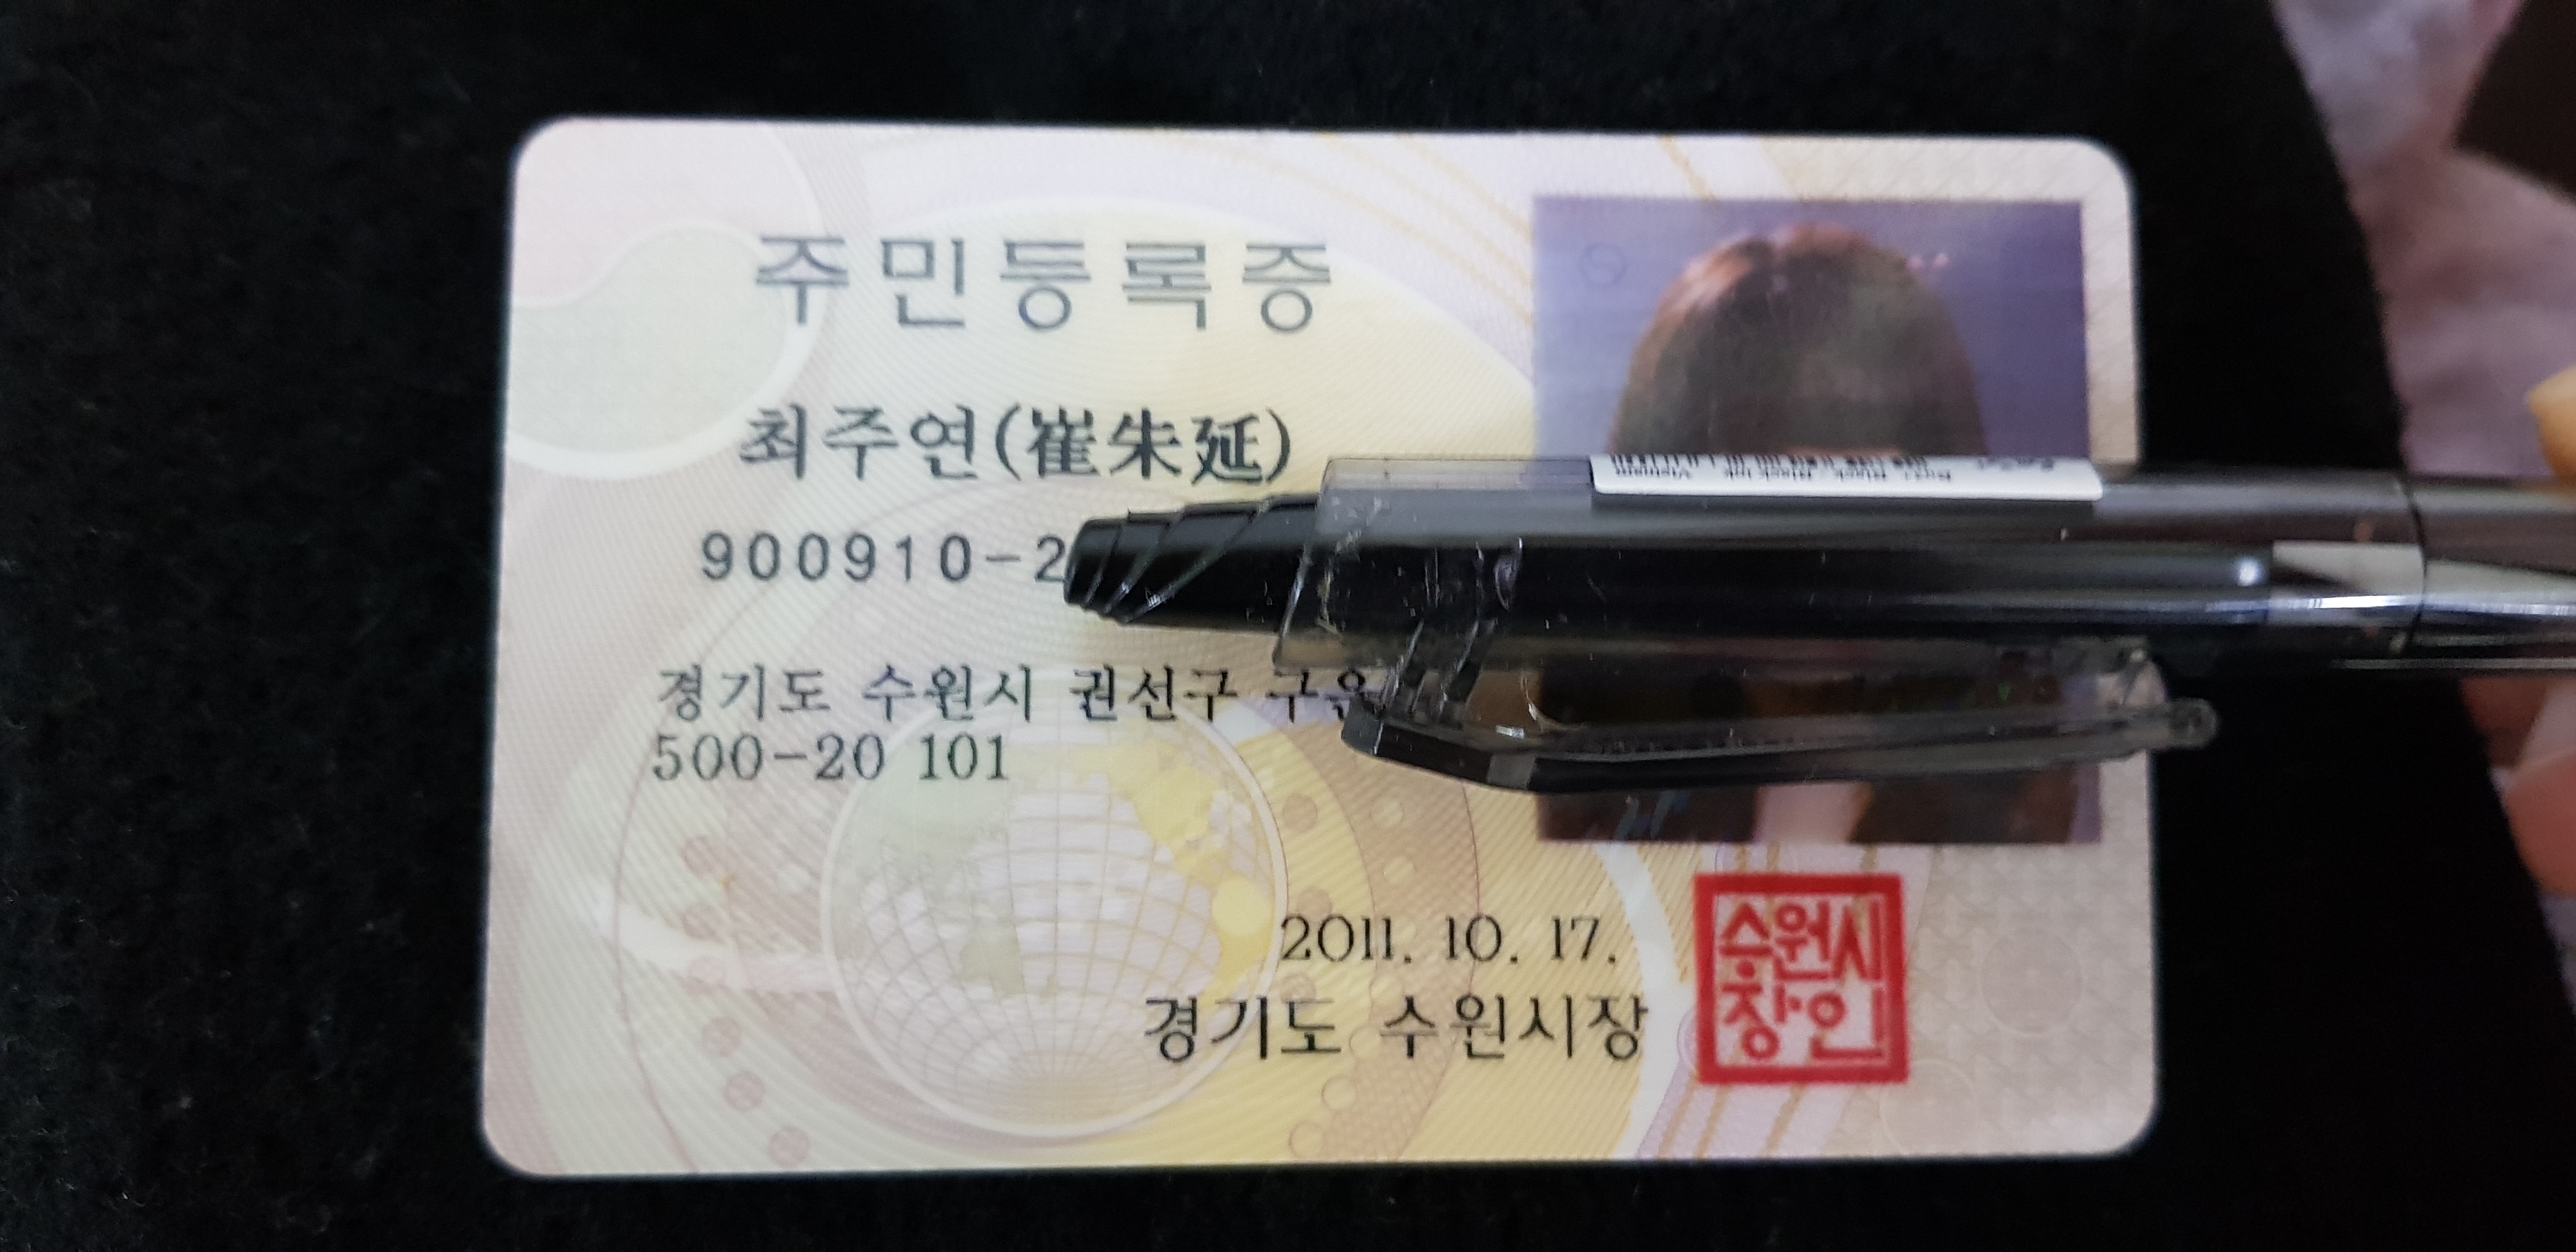 주민등록증
최주연(崔朱延)
900910-2
경기도 수원시 권선구
500-20 101
2011. 10. 17.
경기도 수원시장
수원시
장인